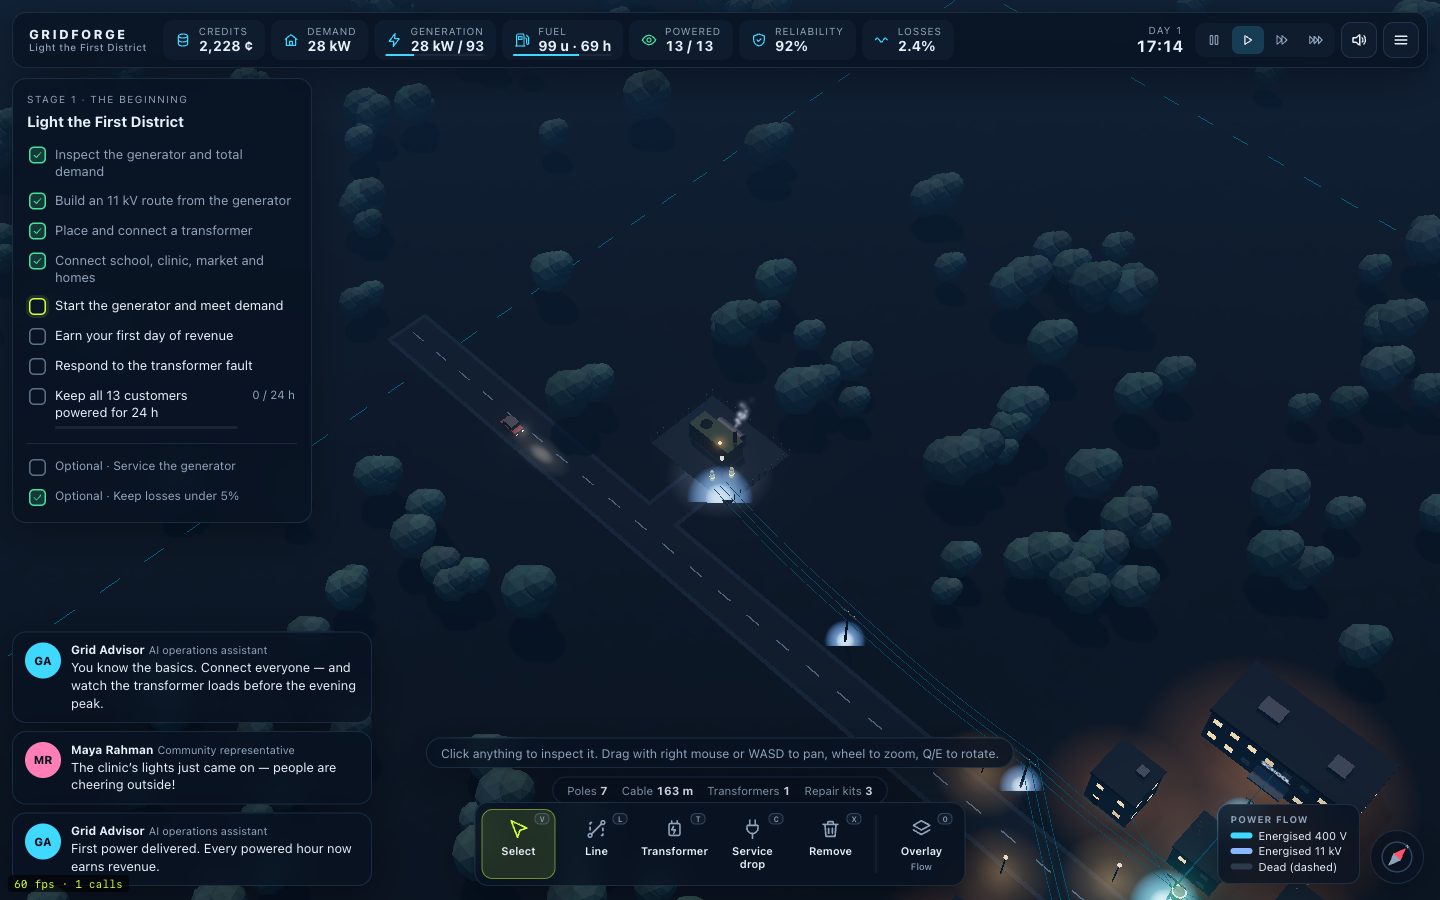 GRIDFORGE
Light the First District
CREDITS
2,228 ¢
DEMAND
28 kW
GENERATION
28 kW / 93
FUEL
99 u · 69 h
POWERED
13 / 13
RELIABILITY
92%
LOSSES
2.4%
DAY 1
17:14
STAGE 1 · THE BEGINNING
Light the First District
Inspect the generator and total
demand
Build an 11 kV route from the generator
Place and connect a transformer
Connect school, clinic, market and
homes
Start the generator and meet demand
Earn your first day of revenue
Respond to the transformer fault
Keep all 13 customers
powered for 24 h
0 / 24 h
Optional · Service the generator
Optional · Keep losses under 5%
GA
Grid Advisor AI operations assistant
You know the basics. Connect everyone — and
watch the transformer loads before the evening
peak.
MR
Maya Rahman Community representative
The clinic's lights just came on — people are
cheering outside!
GA
Grid Advisor AI operations assistant
First power delivered. Every powered hour now
earns revenue.
60 fps · 1 calls
Click anything to inspect it. Drag with right mouse or WASD to pan, wheel to zoom, Q/E to rotate.
Poles 7 Cable 163 m Transformers 1 Repair kits 3
V
Select
L
Line
T
Transformer
C
Service
drop
X
Remove
O
Overlay
Flow
POWER FLOW
Energised 400 V
Energised 11 kV
Dead (dashed)